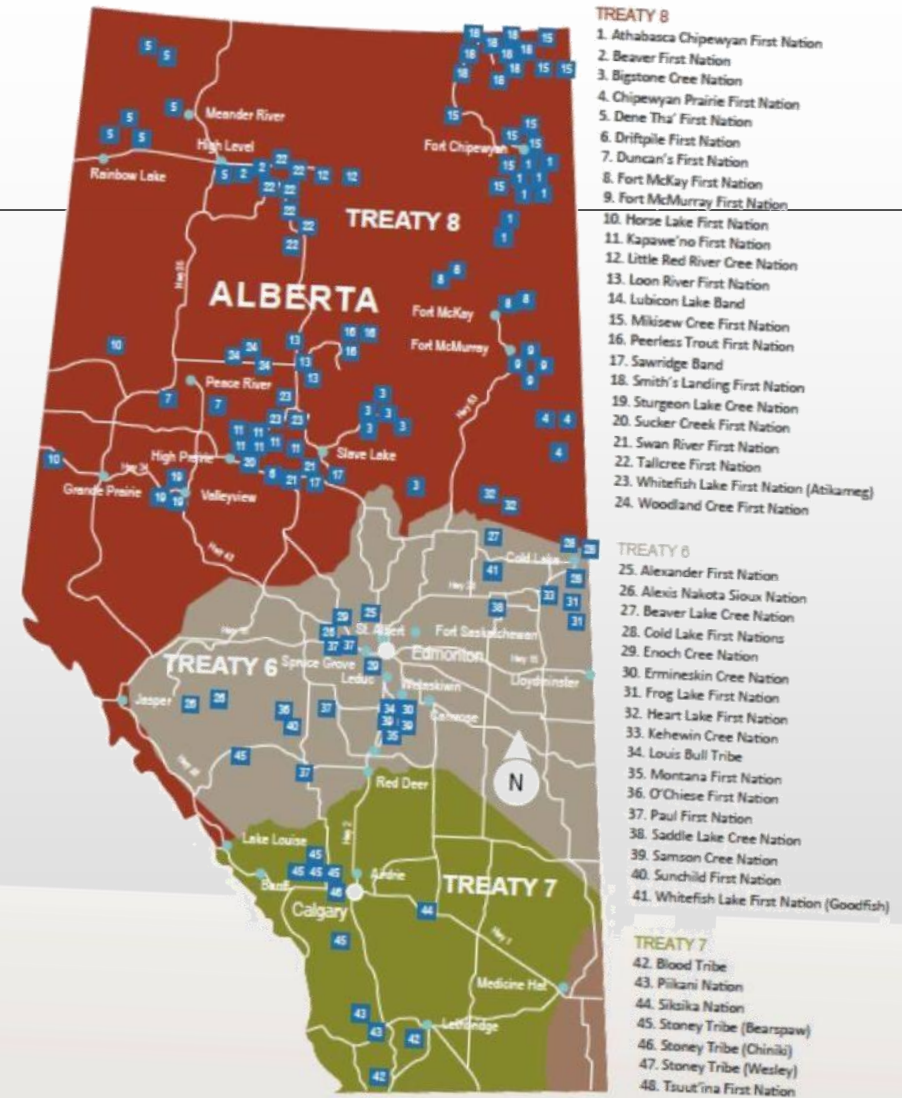 TREATY 8
1. Athabasca Chipewyan First Nation
2. Beaver First Nation
3. Bigstone Cree Nation
4. Chipewyan Prairie First Nation
5. Dene Tha' First Nation
6. Driftpile First Nation
7. Duncan's First Nation
8. Fort McKay First Nation
9. Fort McMurray First Nation
10. Horse Lake First Nation
11. Kapawe'no First Nation
12. Little Red River Cree Nation
13. Loon River First Nation
14. Lubicon Lake Band
15. Mikisew Cree First Nation
16. Peerless Trout First Nation
17. Sawridge Band
18. Smith's Landing First Nation
19. Sturgeon Lake Cree Nation
20. Sucker Creek First Nation
21. Swan River First Nation
22. Tallcree First Nation
23. Whitefish Lake First Nation (Atikameg)
24. Woodland Cree First Nation
TREATY 6
25. Alexander First Nation
26. Alexis Nakota Sioux Nation
27. Beaver Lake Cree Nation
28. Cold Lake First Nations
29. Enoch Cree Nation
30. Ermineskin Cree Nation
31. Frog Lake First Nation
32. Heart Lake First Nation
33. Kehewin Cree Nation
34. Louis Bull Tribe
35. Montana First Nation
36. O'Chiese First Nation
37. Paul First Nation
38. Saddle Lake Cree Nation
39. Samson Cree Nation
40. Sunchild First Nation
41. Whitefish Lake First Nation (Goodfish)
TREATY 7
42. Blood Tribe
43. Piikani Nation
44. Siksika Nation
45. Stoney Tribe (Bearspaw)
46. Stoney Tribe (Chiniki)
47. Stoney Tribe (Wesley)
48. Tsuut'ina First Nation
Meander River
High Level
Rainbow Lake
Fort Chipewyan
TREATY 8
ALBERTA
Fort McKay
Fort McMurray
Peace River
Hwy 63
High Prairie
Slave Lake
Grande Prairie
Valleyview
Hwy 43
Cold Lake
St. Albert
Fort Saskatchewan
Edmonton
TREATY 6
Spruce Grove
Leduc
Wetaskiwin
Lloydminster
Camrose
Jasper
N
Red Deer
Hwy 2
Lake Louise
Banff
Airdrie
TREATY 7
Calgary
Hwy 1
Medicine Hat
Lethbridge